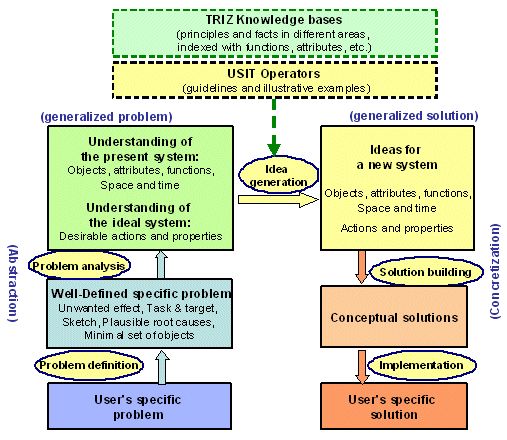 TRIZ Knowledge bases
(principles and facts in different areas,
indexed with functions, attributes, etc.)
USIT Operators
(guidelines and illustrative examples)
(generalized problem)
(generalized solution)
Understanding of
the present system:
Objects, attributes, functions,
Space and time
Understanding of
the ideal system:
Desirable actions and properties
Idea
generation
Ideas for
a new system
Objects, attributes, functions,
Space and time
Actions and properties
(Abstraction)
(Concretization)
Problem analysis
Solution building
Well-Defined specific problem
Unwanted effect, Task & target,
Sketch, Plausible root causes,
Minimal set of objects
Conceptual solutions
Problem definition
Implementation
User's specific
problem
User's specific
solution